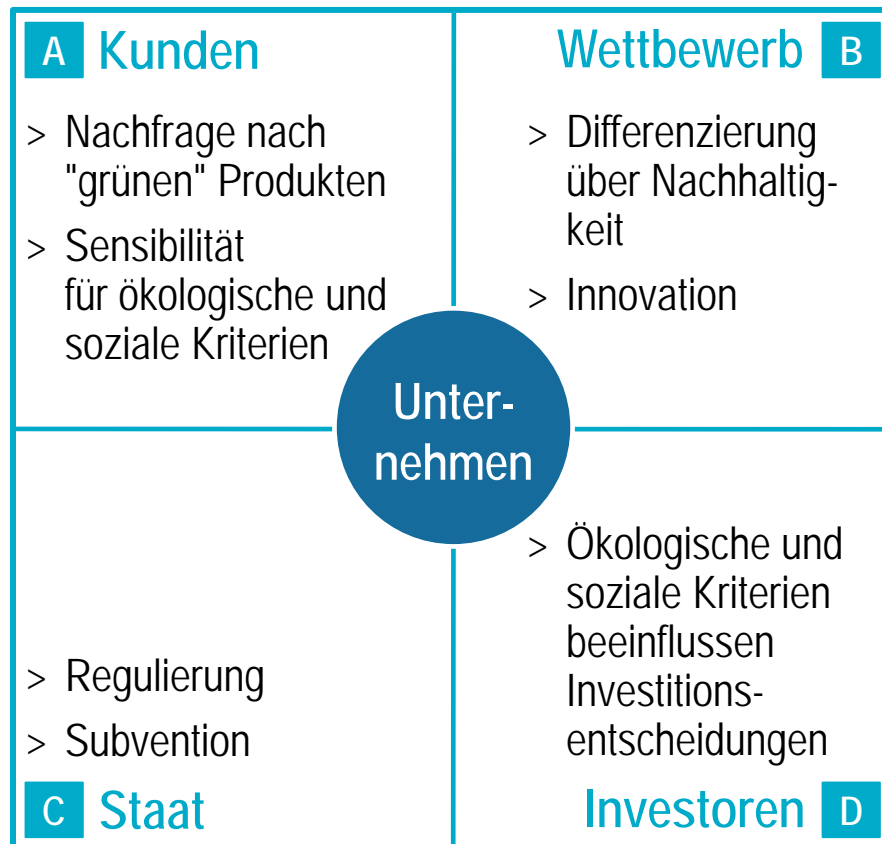 A Kunden
> Nachfrage nach
"grünen" Produkten
> Sensibilität
für ökologische und
soziale Kriterien
Wettbewerb B
> Differenzierung
über Nachhaltig-
keit
> Innovation
Unter-
nehmen
> Regulierung
> Subvention
C Staat
> Ökologische und
soziale Kriterien
beeinflussen
Investitions-
entscheidungen
Investoren D